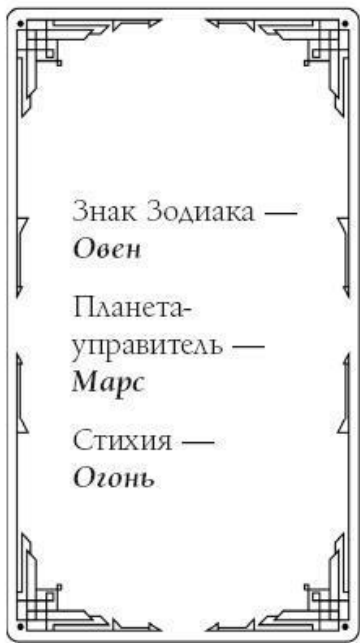 Знак Зодиака —
Овен
Планета-
управитель —
Марс
Стихия —
Огонь